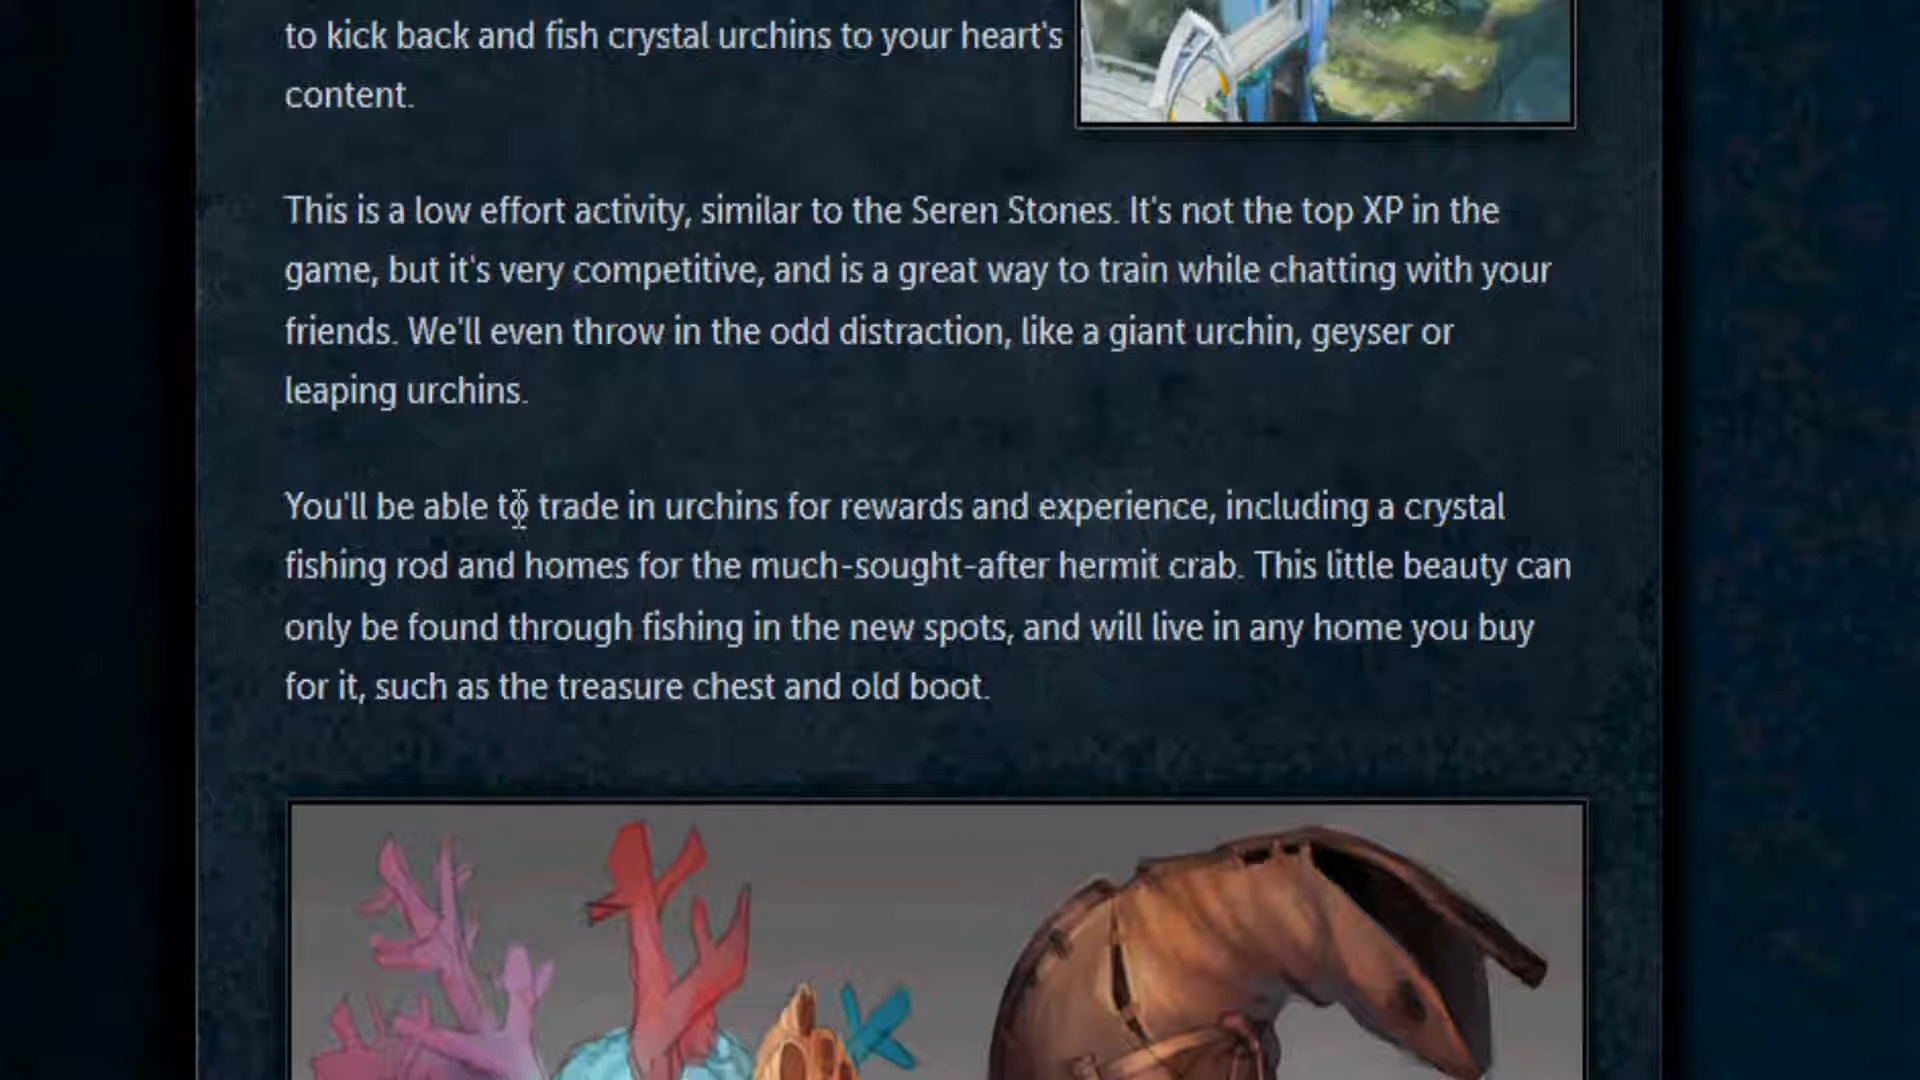 to kick back and fish crystal urchins to your heart's
content.
This is a low effort activity, similar to the Seren Stones. It's not the top XP in the
game, but it's very competitive, and is a great way to train while chatting with your
friends. We'll even throw in the odd distraction, like a giant urchin, geyser or
leaping urchins.
You'll be able to trade in urchins for rewards and experience, including a crystal
fishing rod and homes for the much-sought-after hermit crab. This little beauty can
only be found through fishing in the new spots, and will live in any home you buy
for it, such as the treasure chest and old boot.